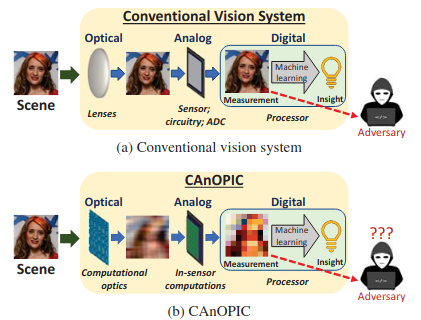 Conventional Vision System
Optical Analog Digital
Machine
learning
Scene
Lenses
Sensor;
circuitry; ADC
Measurement Insight
Processor
Adversary
(a) Conventional vision system
CAnOPIC
Optical Analog Digital
???
Machine
learning
Scene
Computational
optics
In-sensor
computations
Measurement Insight
Processor
Adversary
(b) CAnOPIC